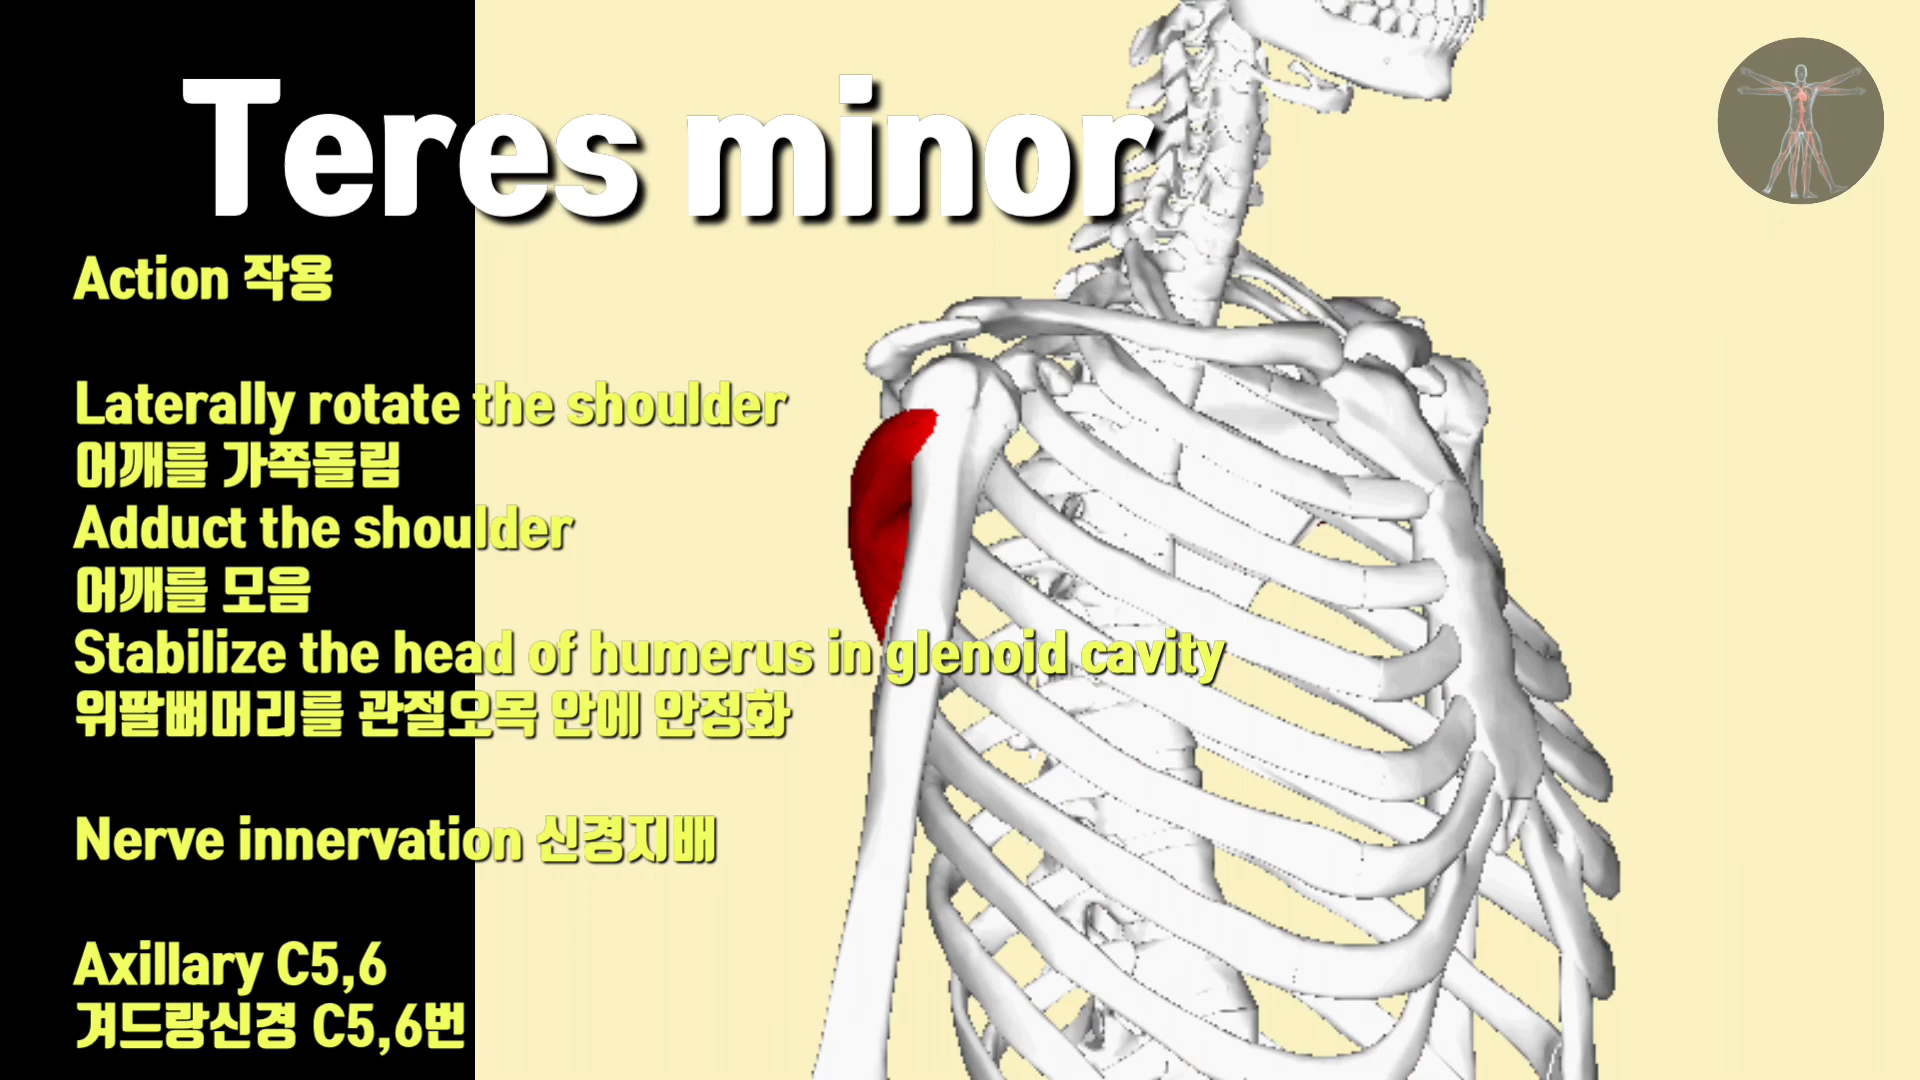 Teres minor
Action 작용
Laterally rotate the shoulder
어깨를 가쪽돌림
Adduct the shoulder
어깨를 모음
Stabilize the head of humerus in glenoid cavity
위팔뼈머리를 관절오목 안에 안정화
Nerve innervation 신경지배
Axillary C5,6
겨드랑신경 C5,6번